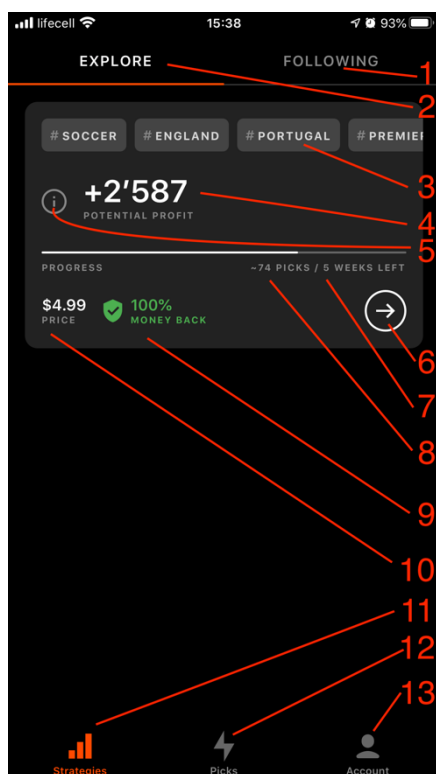 lifecell 15:38 93%
EXPLORE FOLLOWING
1
2
#SOCCER #ENGLAND #PORTUGAL #PREMIER
3
+2’587
4
POTENTIAL PROFIT
5
PROGRESS ~74 PICKS / 5 WEEKS LEFT
$4.99 100%
PRICE MONEY BACK
6
7
8
9
10
11
12
13
Strategies Picks Account